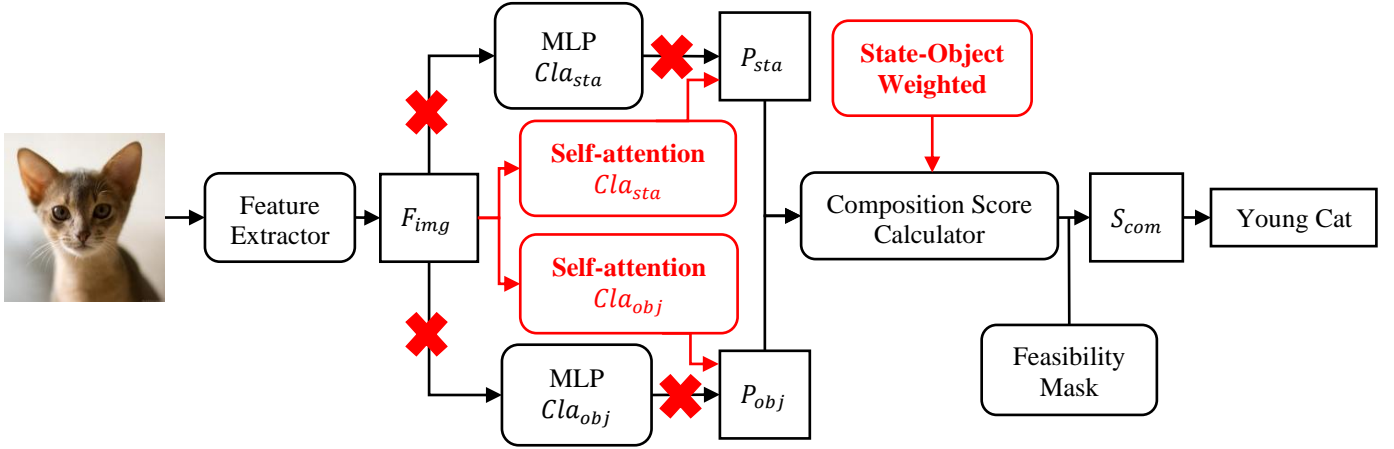 MLP
Cla_sta
P_sta
State-Object
Weighted
Self-attention
Cla_sta
Feature
Extractor
F_img
Composition Score
Calculator
S_com
Young Cat
Self-attention
Cla_obj
MLP
Cla_obj
P_obj
Feasibility
Mask